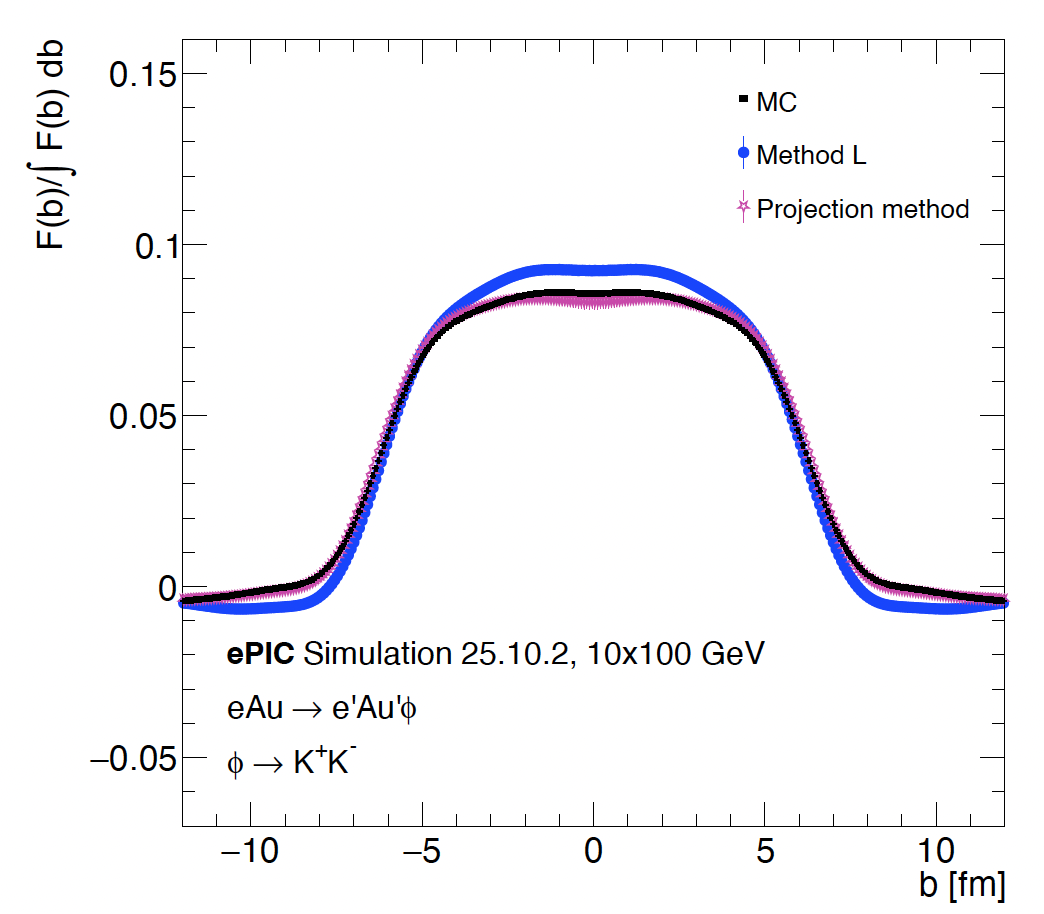 F(b)/∫ F(b) db
0.15
0.1
0.05
0
−0.05
MC
Method L
Projection method
ePIC Simulation 25.10.2, 10x100 GeV
eAu → e'Au'ϕ
ϕ → K⁺K⁻
−10 −5 0 5 10
b [fm]